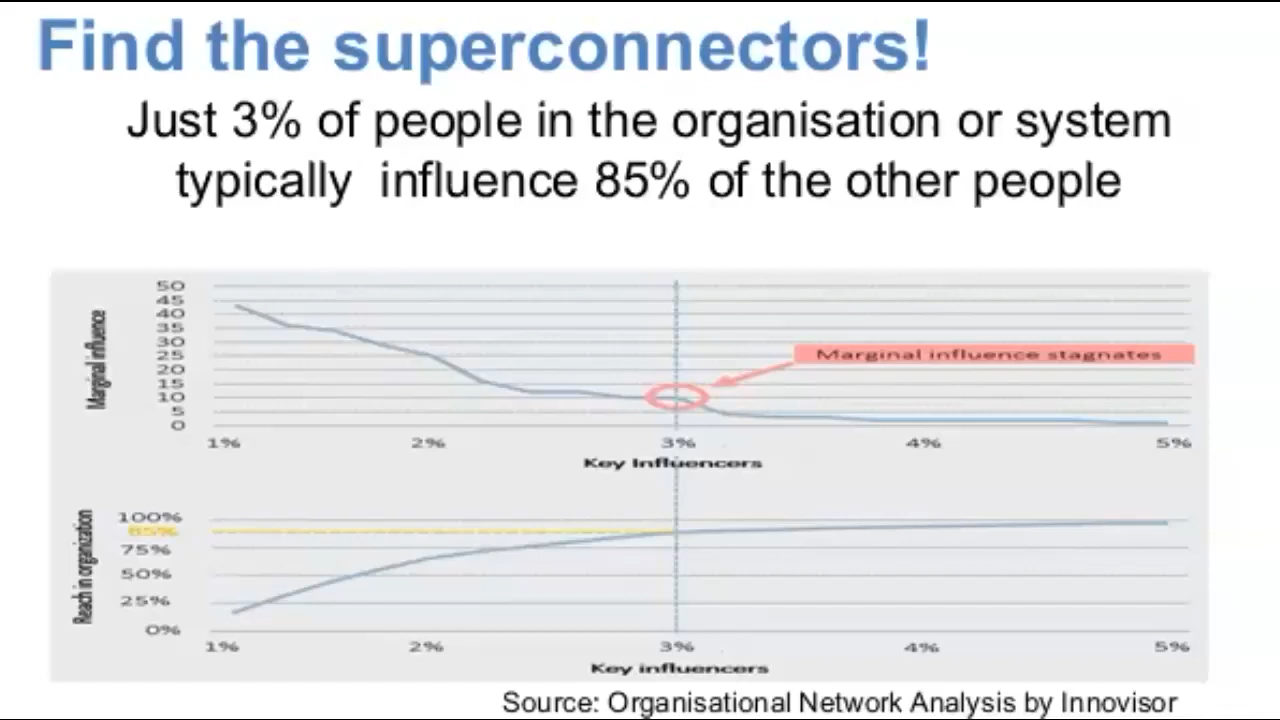 Find the superconnectors!
Just 3% of people in the organisation or system
typically influence 85% of the other people
Marginal influence
50
45
40
35
30
25
20
15
10
5
0
Marginal influence stagnates
1% 2% 3% 4% 5%
Key Influencers
Reach in organization
100%
85%
75%
50%
25%
0%
1% 2% 3% 4% 5%
Key influencers
Source: Organisational Network Analysis by Innovisor